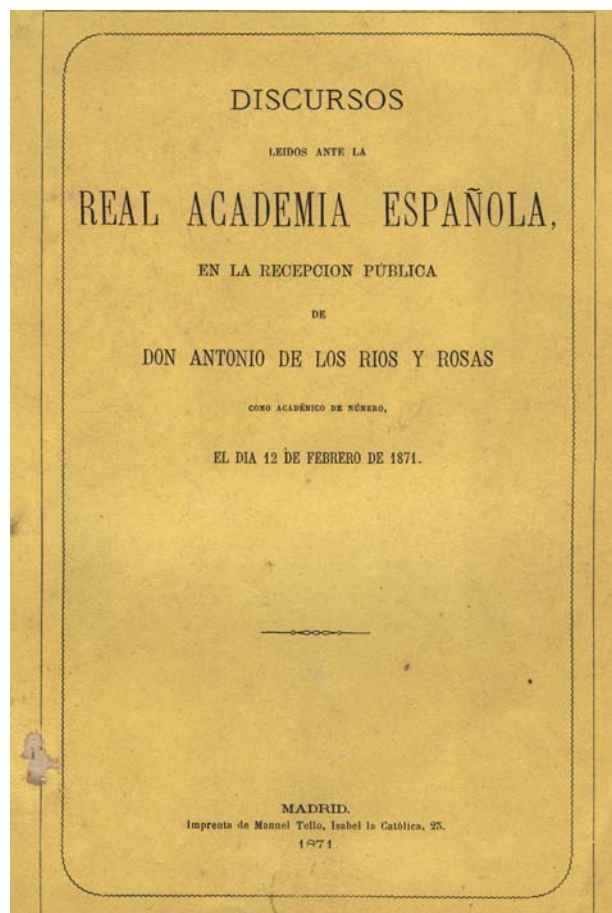 DISCURSOS
LEIDOS ANTE LA
REAL ACADEMIA ESPAÑOLA,
EN LA RECEPCION PÚBLICA
DE
DON ANTONIO DE LOS RIOS Y ROSAS
COMO ACADÉMICO DE NÚMERO,
EL DIA 12 DE FEBRERO DE 1871.
MADRID.
Imprenta de Manuel Tello, Isabel la Católica, 23.
1871